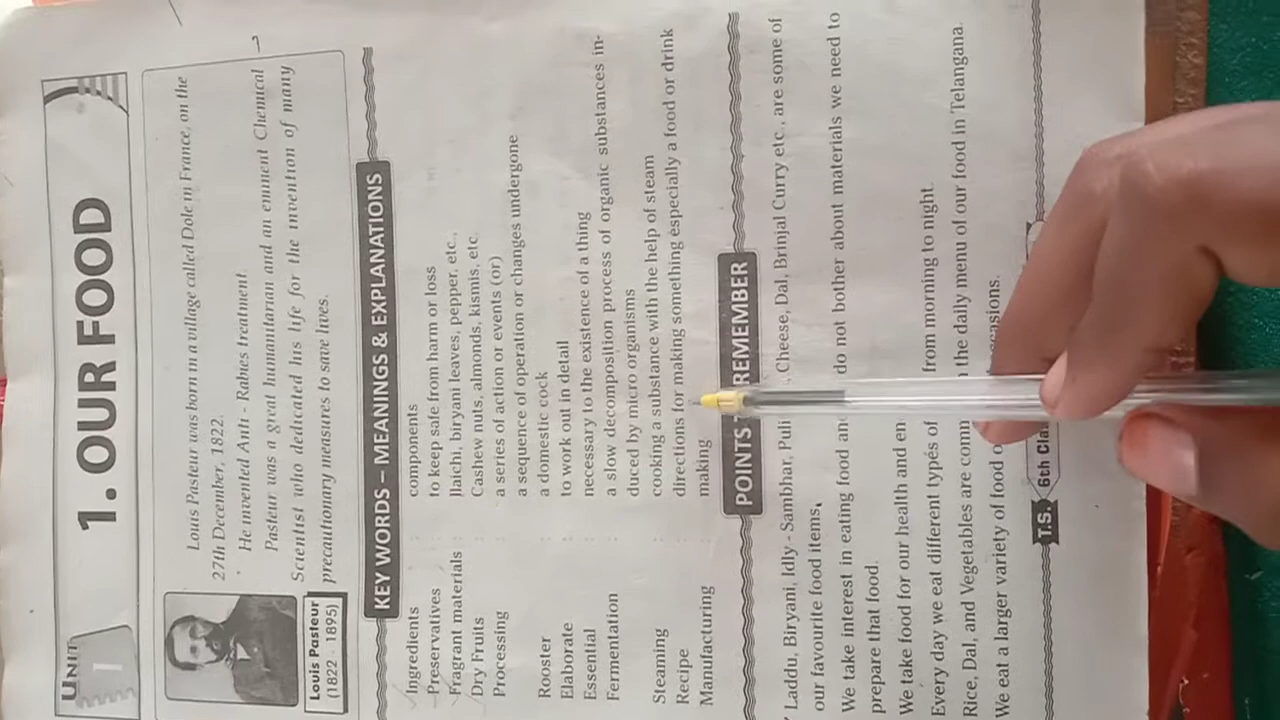 UNIT
1
1. OUR FOOD
Louis Pasteur was born in a village called Dole in France, on the
27th December, 1822.
He invented Anti - Rabies treatment.
Pasteur was a great humanitarian and an eminent Chemical
Scientist who dedicated his life for the invention of many
precautionary measures to save lives.
Louis Pasteur
(1822 - 1895)
KEY WORDS – MEANINGS & EXPLANATIONS
Ingredients : components
Preservatives : to keep safe from harm or loss
Fragrant materials : Ilaichi, biryani leaves, pepper, etc.,
Dry Fruits : Cashew nuts, almonds, kismis, etc.
Processing : a series of action or events (or)
a sequence of operation or changes undergone
Rooster : a domestic cock
Elaborate : to work out in detail
Essential : necessary to the existence of a thing
Fermentation : a slow decomposition process of organic substances in-
duced by micro organisms
Steaming : cooking a substance with the help of steam
Recipe : directions for making something especially a food or drink
Manufacturing : making
POINTS REMEMBER
Laddu, Biryani, Idly - Sambhar, Puli , Cheese, Dal, Brinjal Curry etc., are some of
our favourite food items.
We take interest in eating food and do not bother about materials we need to
prepare that food.
We take food for our health and en
Every day we eat different types of from morning to night.
Rice, Dal, and Vegetables are comm the daily menu of our food in Telangana.
We eat a larger variety of food o occasions.
T.S. 6th Cla